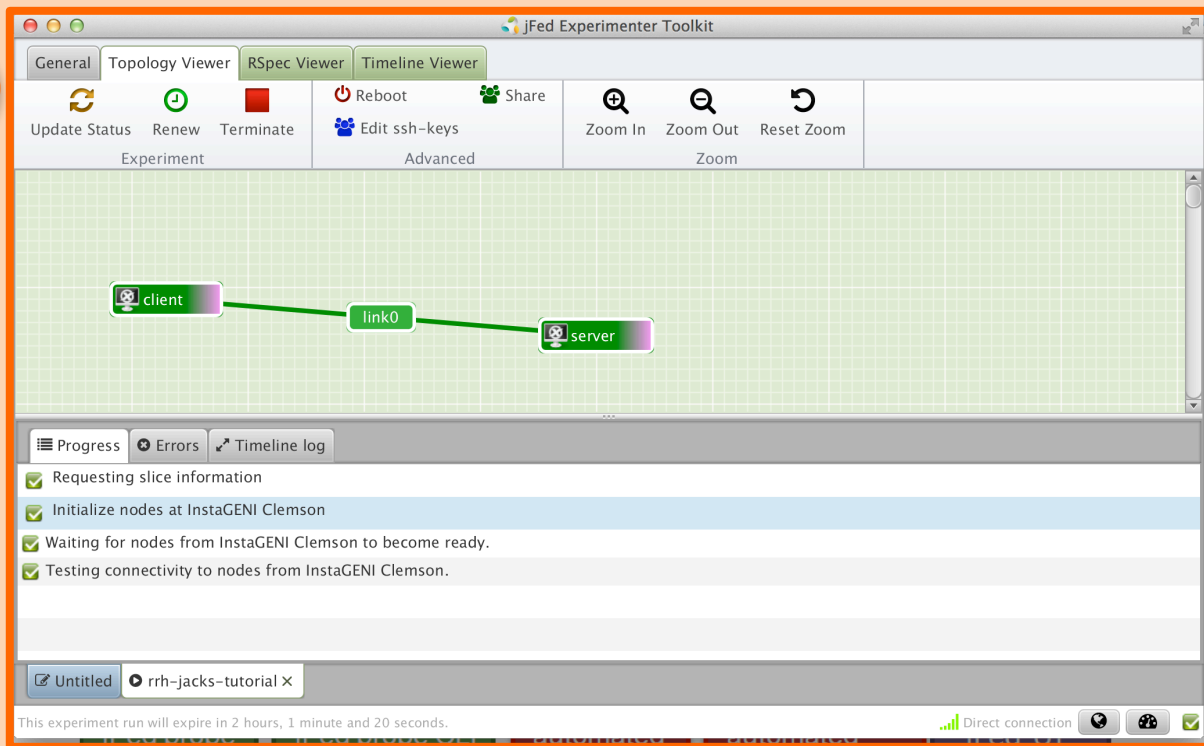 jFed Experimenter Toolkit
General Topology Viewer RSpec Viewer Timeline Viewer
Update Status Renew Terminate
Experiment
Reboot Share
Edit ssh-keys
Advanced
Zoom In Zoom Out Reset Zoom
Zoom
client
link0
server
Progress Errors Timeline log
Requesting slice information
Initialize nodes at InstaGENI Clemson
Waiting for nodes from InstaGENI Clemson to become ready.
Testing connectivity to nodes from InstaGENI Clemson.
Untitled rrh-jacks-tutorial
This experiment run will expire in 2 hours, 1 minute and 20 seconds. Direct connection